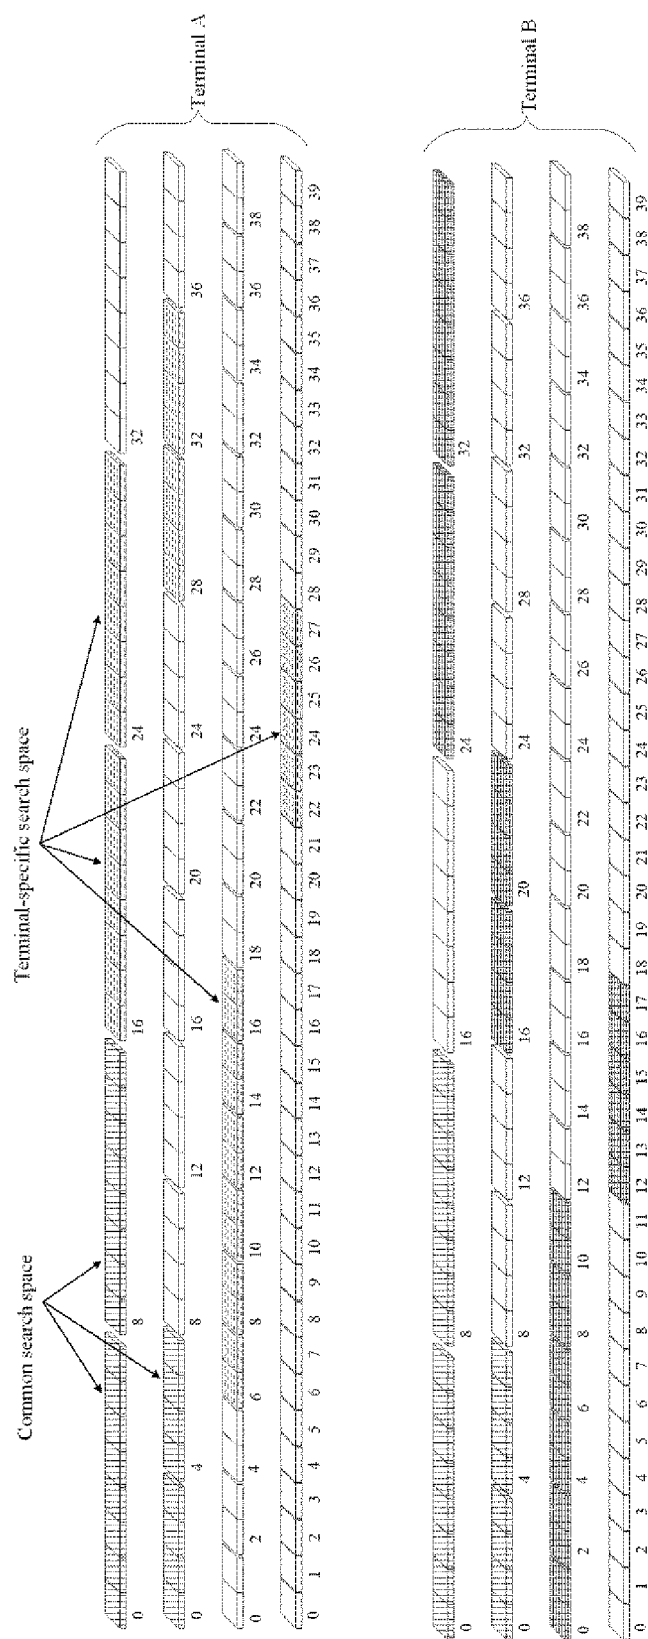 Common search space
Terminal-specific search space
0 8 16 24 32
0 4 8 12 16 20 24 28 32 36
0 2 4 6 8 10 12 14 16 18 20 22 24 26 28 30 32 34 36 38
0 1 2 3 4 5 6 7 8 9 10 11 12 13 14 15 16 17 18 19 20 21 22 23 24 25 26 27 28 29 30 31 32 33 34 35 36 37 38 39
Terminal A
0 8 16 24 32
0 4 8 12 16 20 24 28 32 36
0 2 4 6 8 10 12 14 16 18 20 22 24 26 28 30 32 34 36 38
0 1 2 3 4 5 6 7 8 9 10 11 12 13 14 15 16 17 18 19 20 21 22 23 24 25 26 27 28 29 30 31 32 33 34 35 36 37 38 39
Terminal B